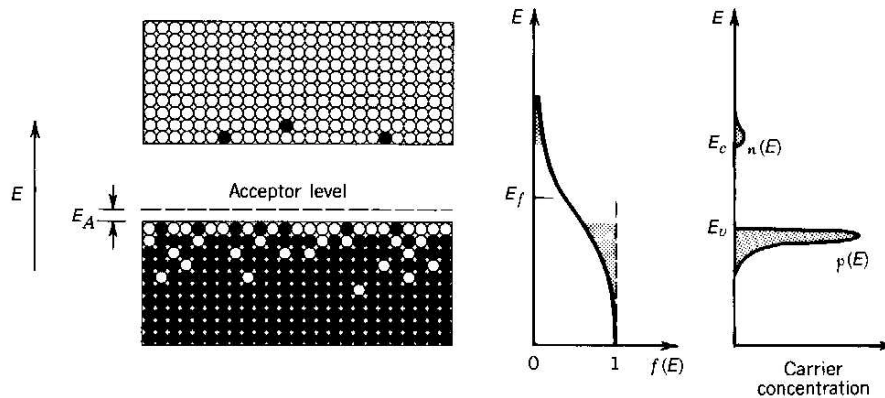 E
Acceptor level
E_A
E
E_f
0
1
f(E)
E
E_c
n(E)
E_v
p(E)
Carrier
concentration